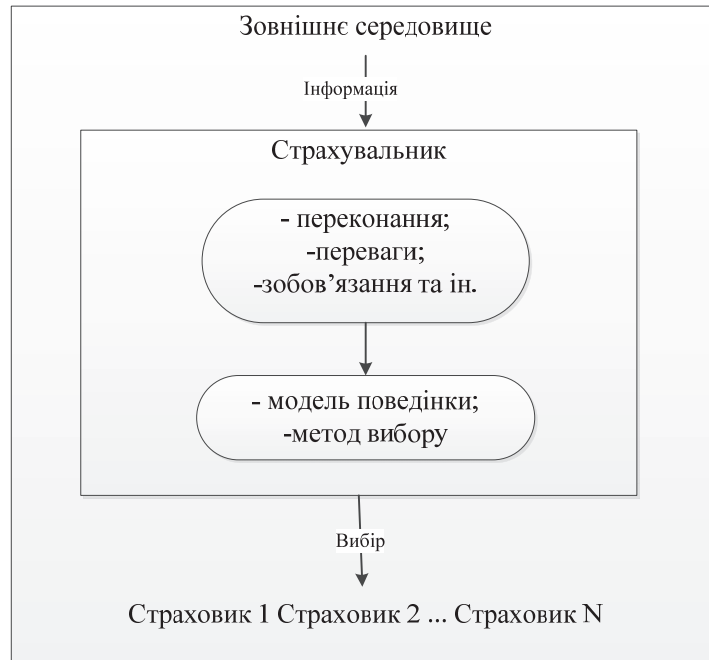 Зовнішнє середовище
Інформація
Страхувальник
- переконання;
-переваги;
-зобов’язання та ін.
- модель поведінки;
-метод вибору
Вибір
Страховик 1 Страховик 2 ... Страховик N